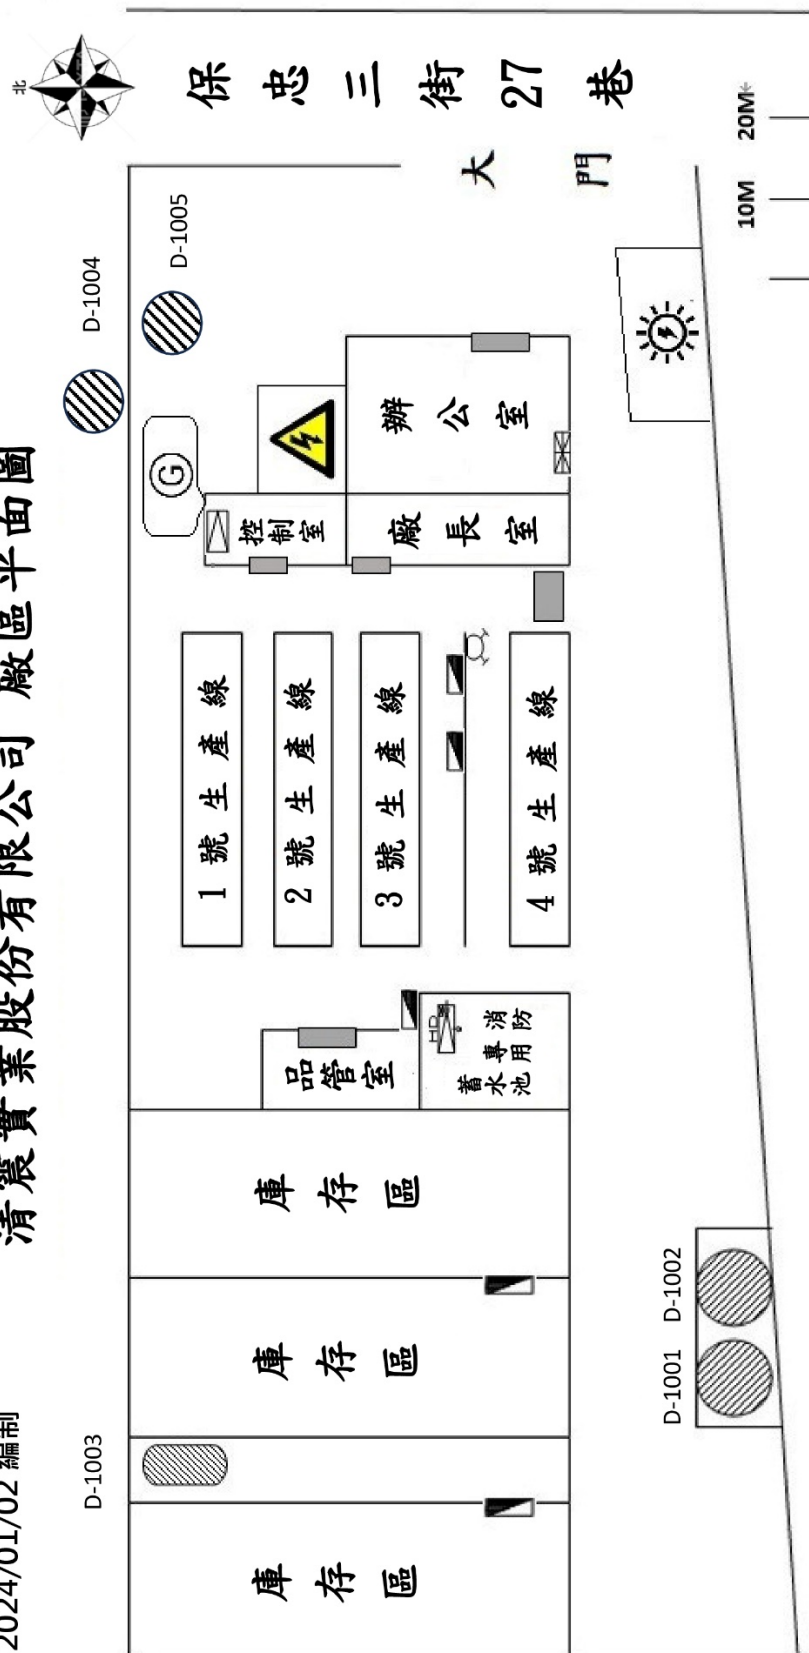 清震實業股份有限公司 廠區平面圖
2024/01/02 編制
北
D-1003
D-1004
D-1005
G
控制室
1號生產線
2號生產線
3號生產線
4號生產線
庫存區
庫存區
庫存區
品管室
HD
消防
專用
蓄水池
廠長室
辦公室
保忠三街27巷
大門
D-1001
D-1002
10M
20M